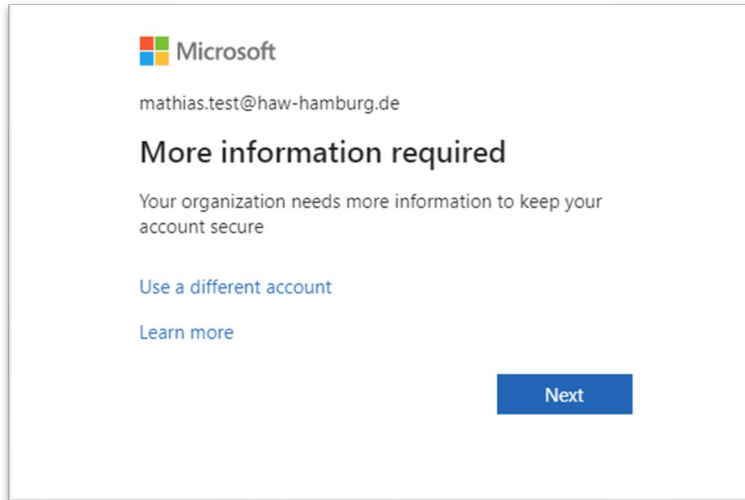 Microsoft
mathias.test@haw-hamburg.de
More information required
Your organization needs more information to keep your
account secure
Use a different account
Learn more
Next